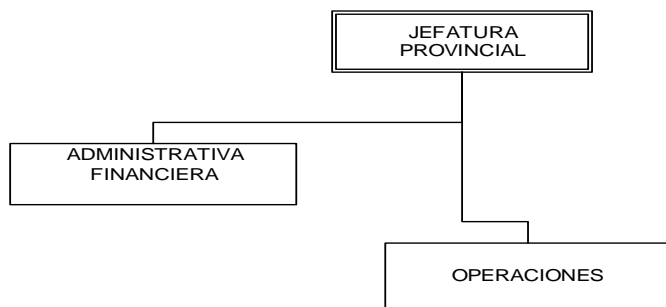 JEFATURA
PROVINCIAL
ADMINISTRATIVA
FINANCIERA
OPERACIONES